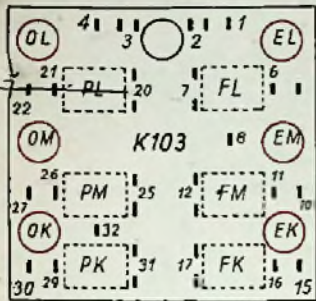 OL 4 3 2 1 EL
21 PL 20 7 FL 6
22
OM K103 8 EM
26 PM 25 12 FM 11
27 10
OK 32 EK
PK 31 17 FK
30 29 16 15